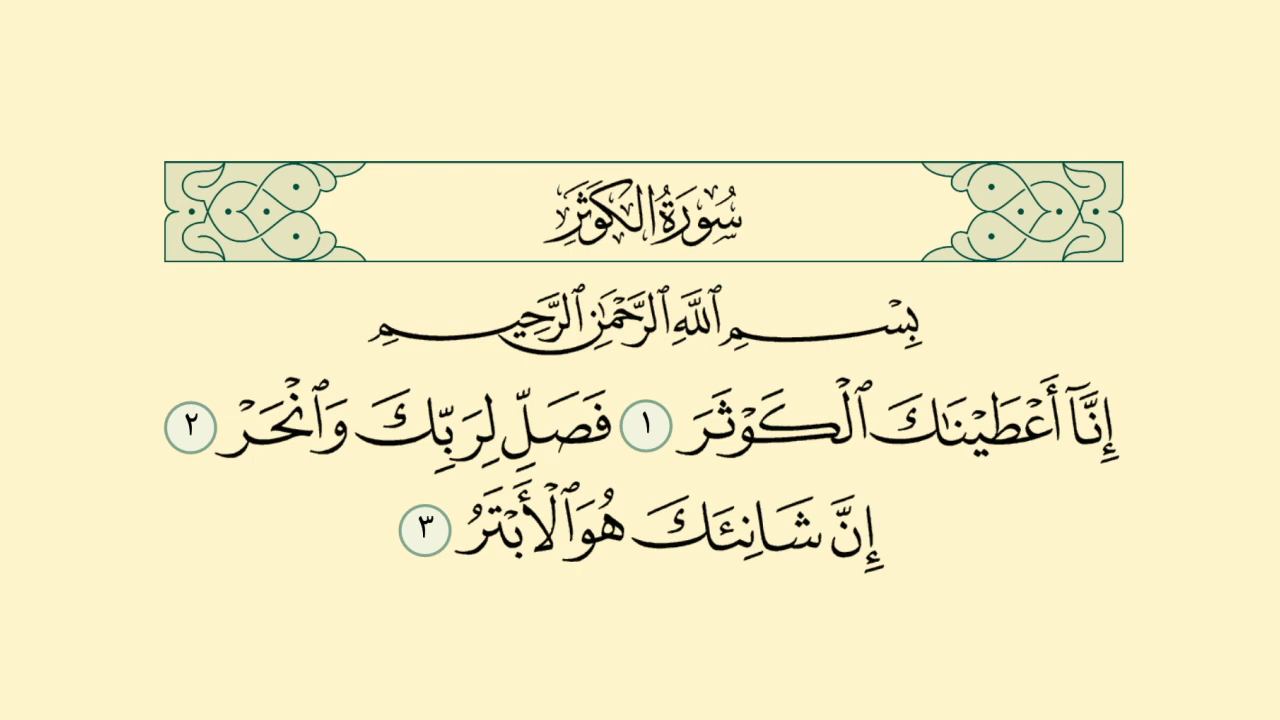 سُورَةُ الكَوۡثَرِ
بِسۡمِ ٱللَّهِ ٱلرَّحۡمَٰنِ ٱلرَّحِيمِ
إِنَّآ أَعۡطَيۡنَٰكَ ٱلۡكَوۡثَرَ ١ فَصَلِّ لِرَبِّكَ وَٱنۡحَرۡ ٢
إِنَّ شَانِئَكَ هُوَ ٱلۡأَبۡتَرُ ٣